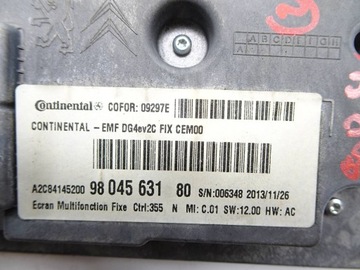 ABCDEFGH
Continental COFOR: 09297E
CONTINENTAL - EMF DG4ev2C FIX CEM00
A2C84145200 98 045 631 80 S/N:006348 2013/11/26
Ecran Multifonction Fixe Ctrl:355 N MI: C.01 SW:12.00 HW: AC